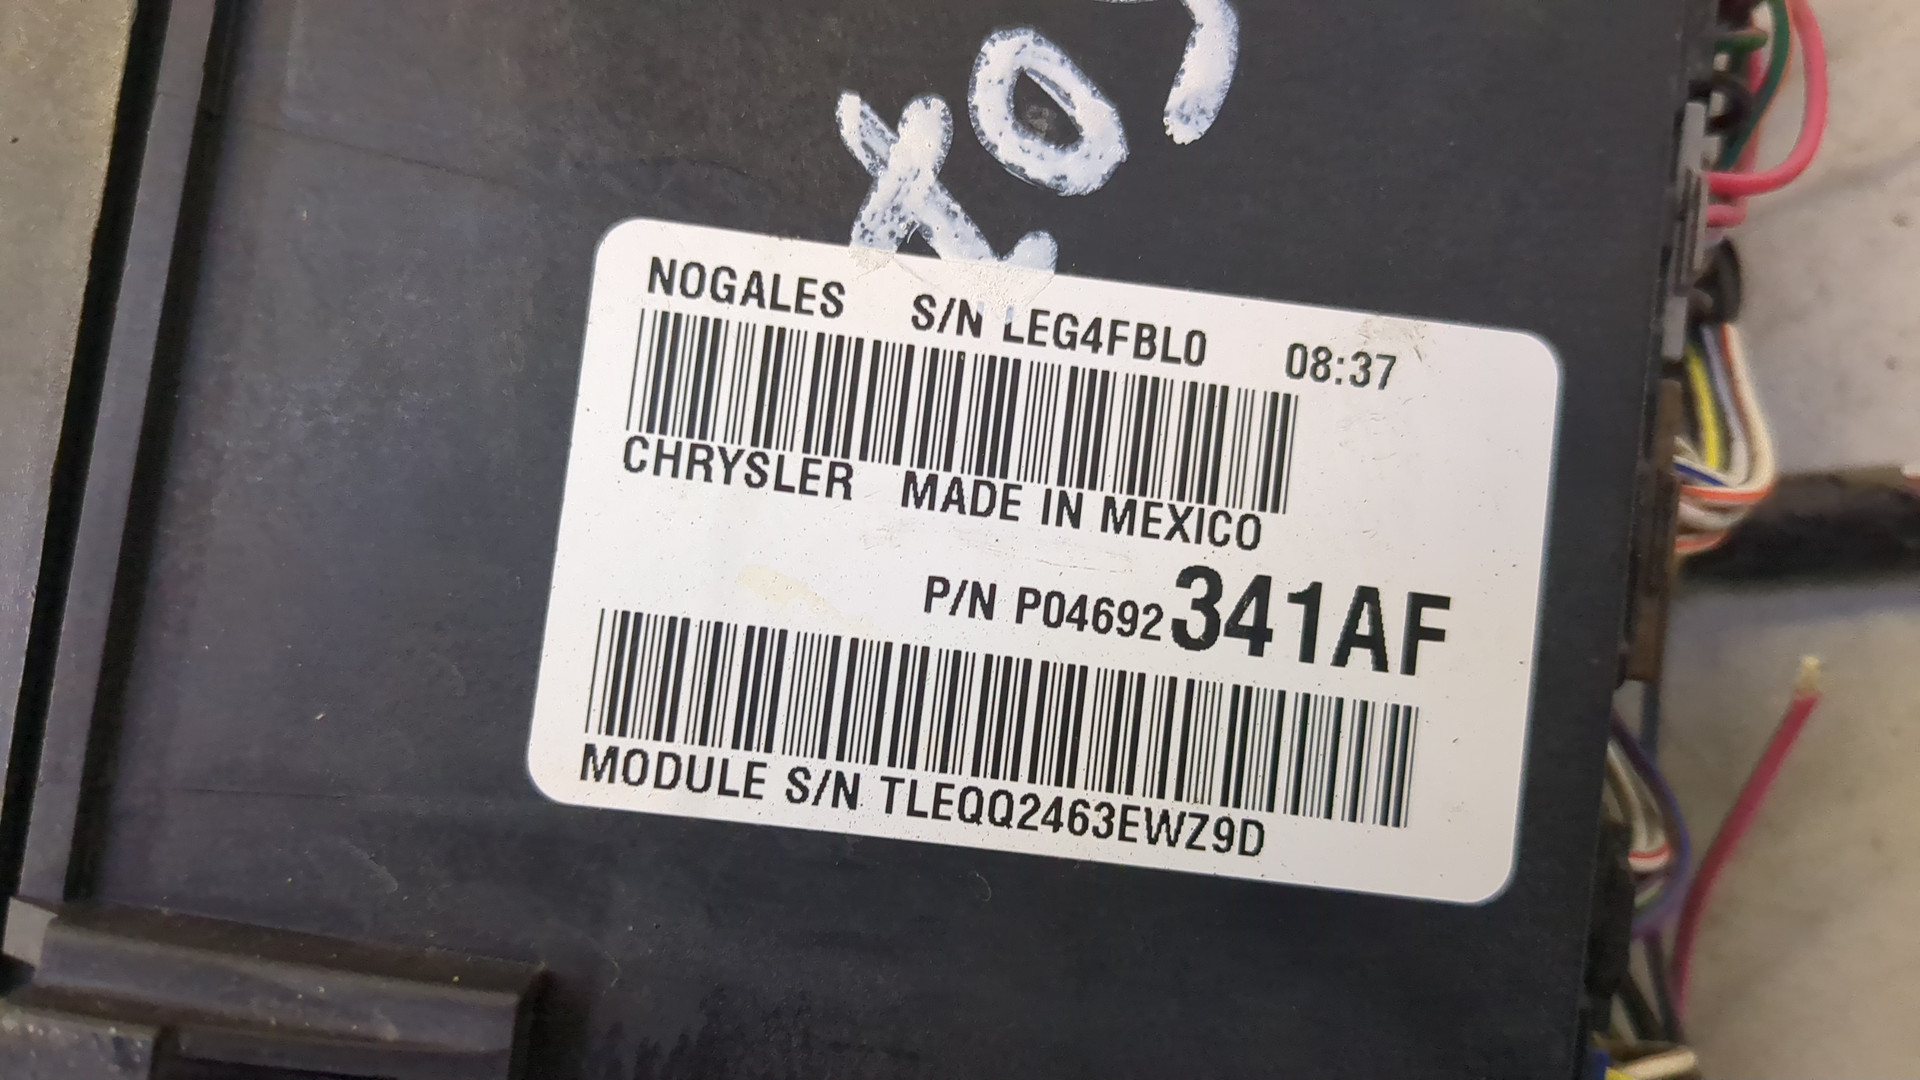 NOGALES S/N LEG4FBL0 08:37
CHRYSLER MADE IN MEXICO
P/N P04692341AF
MODULE S/N TLEQQ2463EWZ9D